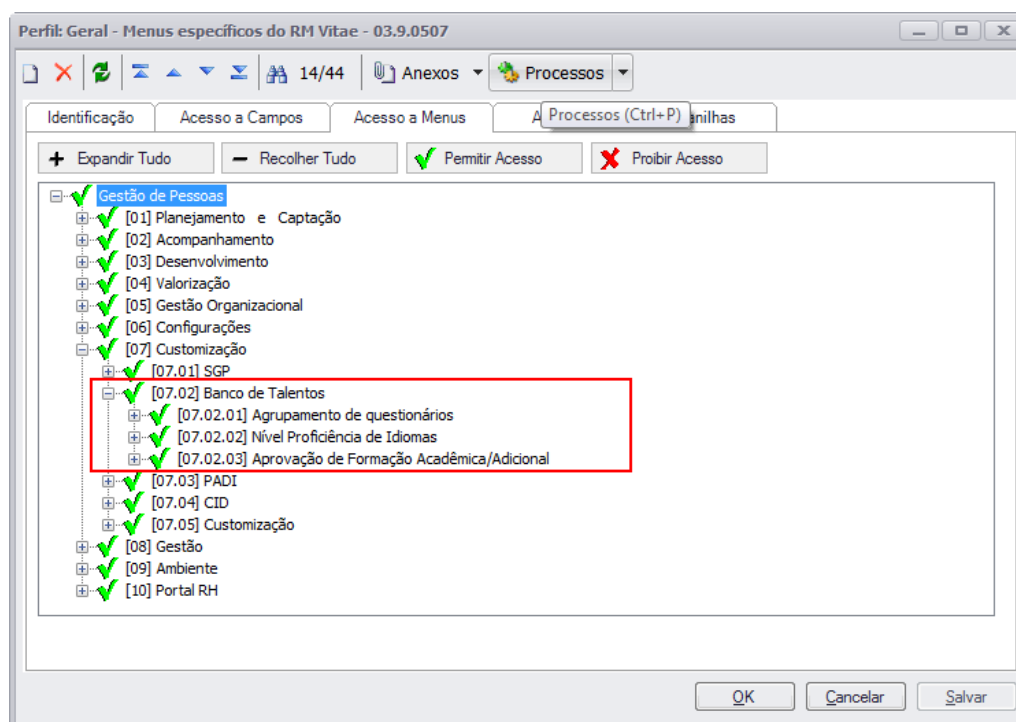 Perfil: Geral - Menus específicos do RM Vitae - 03.9.0507
14/44 Anexos Processos
Identificação Acesso a Campos Acesso a Menus A Processos (Ctrl+P) anilhas
Expandir Tudo Recolher Tudo Permitir Acesso Proibir Acesso
Gestão de Pessoas
[01] Planejamento e Captação
[02] Acompanhamento
[03] Desenvolvimento
[04] Valorização
[05] Gestão Organizacional
[06] Configurações
[07] Customização
[07.01] SGP
[07.02] Banco de Talentos
[07.02.01] Agrupamento de questionários
[07.02.02] Nível Proficiência de Idiomas
[07.02.03] Aprovação de Formação Acadêmica/Adicional
[07.03] PADI
[07.04] CID
[07.05] Customização
[08] Gestão
[09] Ambiente
[10] Portal RH
OK Cancelar Salvar